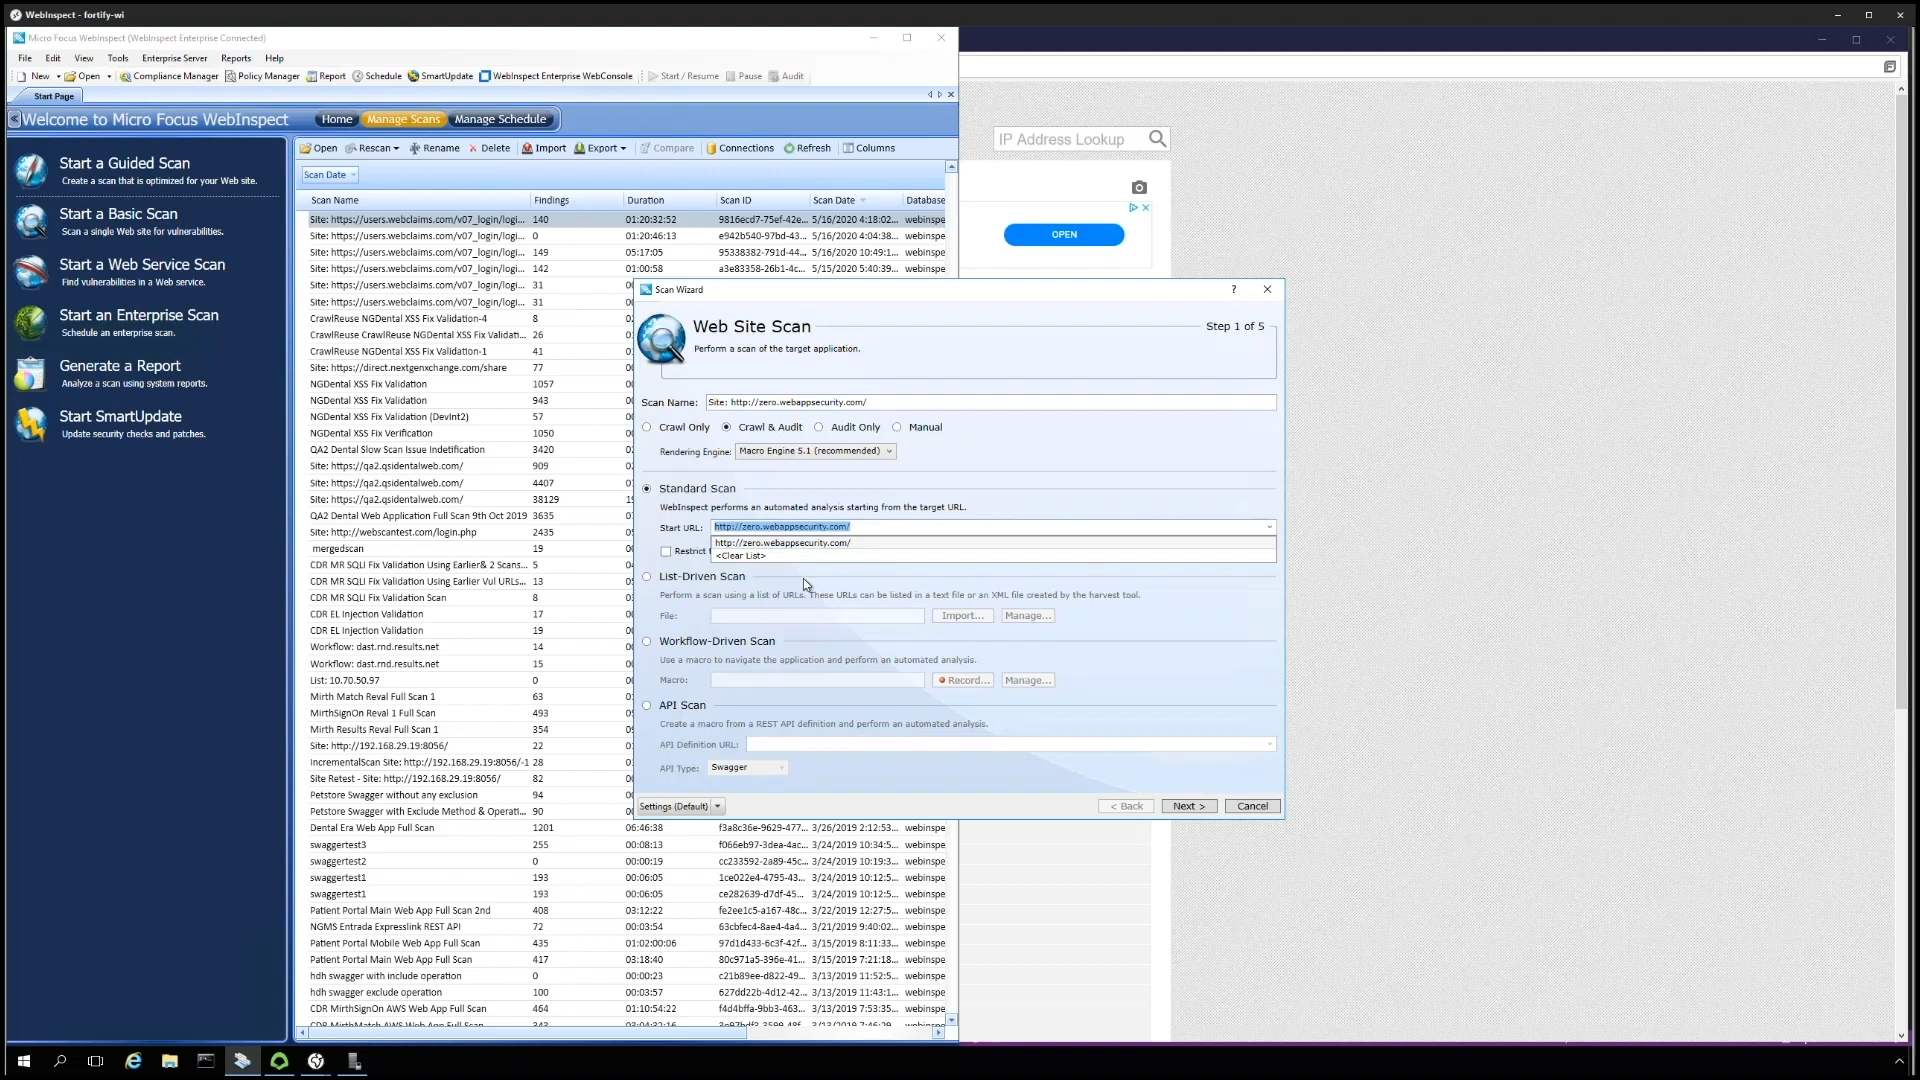 WebInspect - fortify-wi
Micro Focus WebInspect (WebInspect Enterprise Connected)
File Edit View Tools Enterprise Server Reports Help
New Open Compliance Manager Policy Manager Report Schedule SmartUpdate WebInspect Enterprise WebConsole Start / Resume Pause Audit
Start Page
Welcome to Micro Focus WebInspect Home Manage Scans Manage Schedule
Start a Guided Scan
Create a scan that is optimized for your Web site.
Start a Basic Scan
Scan a single Web site for vulnerabilities.
Start a Web Service Scan
Find vulnerabilities in a Web service.
Start an Enterprise Scan
Schedule an enterprise scan.
Generate a Report
Analyze a scan using system reports.
Start SmartUpdate
Update security checks and patches.
Open Rescan Rename Delete Import Export Compare Connections Refresh Columns
Scan Date
Scan Name Findings Duration Scan ID Scan Date Database
Site: https://users.webclaims.com/v07_login/logi... 140 01:20:32:52 9816ecd7-75ef-42e... 5/16/2020 4:18:02... webinspe
Site: https://users.webclaims.com/v07_login/logi... 0 01:20:46:13 e942b540-97bd-43... 5/16/2020 4:04:38... webinspe
Site: https://users.webclaims.com/v07_login/logi... 149 05:17:05 95338382-791d-44... 5/16/2020 10:49:1... webinspe
Site: https://users.webclaims.com/v07_login/logi... 142 01:00:58 a3e83358-26b1-4c... 5/15/2020 5:40:39... webinspe
Site: https://users.webclaims.com/v07_login/logi... 31
Site: https://users.webclaims.com/v07_login/logi... 31
CrawlReuse NGDental XSS Fix Validation-4 8
CrawlReuse CrawlReuse NGDental XSS Fix Validati... 26
CrawlReuse NGDental XSS Fix Validation-1 41
Site: https://direct.nextgenxchange.com/share 77
NGDental XSS Fix Validation 1057
NGDental XSS Fix Validation 943
NGDental XSS Fix Validation (DevInt2) 57
NGDental XSS Fix Verification 1050
QA2 Dental Slow Scan Issue Indetification 3420
Site: https://qa2.qsidentalweb.com/ 909
Site: https://qa2.qsidentalweb.com/ 4407
Site: https://qa2.qsidentalweb.com/ 38129
QA2 Dental Web Application Full Scan 9th Oct 2019 3635
Site: http://webscantest.com/login.php 2435
mergedscan 19
CDR MR SQLI Fix Validation Using Earlier& 2 Scans... 5
CDR MR SQLI Fix Validation Using Earlier Vul URLs... 13
CDR MR SQLI Fix Validation Scan 8
CDR EL Injection Validation 17
CDR EL Injection Validation 19
Workflow: dast.rnd.results.net 14
Workflow: dast.rnd.results.net 15
List: 10.70.50.97 0
Mirth Match Reval Full Scan 1 63
MirthSignOn Reval 1 Full Scan 493
Mirth Results Reval Full Scan 1 354
Site: http://192.168.29.19:8056/ 22
IncrementalScan Site: http://192.168.29.19:8056/-1 28
Site Retest - Site: http://192.168.29.19:8056/ 82
Petstore Swagger without any exclusion 94
Petstore Swagger with Exclude Method & Operati... 90
Dental Era Web App Full Scan 1201 06:46:38 f3a8c36e-9629-477... 3/26/2019 2:12:53... webinspe
swaggertest3 255 00:08:13 f066eb97-3dea-4ac... 3/24/2019 10:34:5... webinspe
swaggertest2 0 00:00:19 cc233592-2a89-45c... 3/24/2019 10:19:3... webinspe
swaggertest1 193 00:06:05 1ce022e4-4795-43... 3/24/2019 10:12:5... webinspe
swaggertest1 193 00:06:05 ce282639-d7df-45... 3/24/2019 10:12:5... webinspe
Patient Portal Main Web App Full Scan 2nd 408 03:12:22 fe2ee1c5-a167-48c... 3/22/2019 12:27:5... webinspe
NGMS Entrada Expresslink REST API 72 00:03:54 63cbfec4-8ae4-4a4... 3/21/2019 9:40:02... webinspe
Patient Portal Mobile Web App Full Scan 435 01:02:00:06 97d1d433-6c3f-42f... 3/15/2019 8:11:33... webinspe
Patient Portal Main Web App Full Scan 417 03:18:40 80c971a5-396e-41... 3/15/2019 7:21:18... webinspe
hdh swagger with include operation 0 00:00:23 c21b89ee-d822-49... 3/13/2019 11:52:5... webinspe
hdh swagger exclude operation 100 00:03:57 627dd22b-4d12-42... 3/13/2019 11:43:1... webinspe
CDR MirthSignOn AWS Web App Full Scan 464 01:10:54:22 f4d4bffa-9bb3-463... 3/13/2019 7:53:35... webinspe
CDR MirthMatch AWS Web App Full Scan 343
IP Address Lookup
OPEN
Scan Wizard
Web Site Scan Step 1 of 5
Perform a scan of the target application.
Scan Name: Site: http://zero.webappsecurity.com/
Crawl Only Crawl & Audit Audit Only Manual
Rendering Engine: Macro Engine 5.1 (recommended)
Standard Scan
WebInspect performs an automated analysis starting from the target URL.
Start URL: http://zero.webappsecurity.com/
http://zero.webappsecurity.com/
Restrict
<Clear List>
List-Driven Scan
Perform a scan using a list of URLs. These URLs can be listed in a text file or an XML file created by the harvest tool.
File: Import... Manage...
Workflow-Driven Scan
Use a macro to navigate the application and perform an automated analysis.
Macro: Record... Manage...
API Scan
Create a macro from a REST API definition and perform an automated analysis.
API Definition URL:
API Type: Swagger
Settings (Default) < Back Next > Cancel